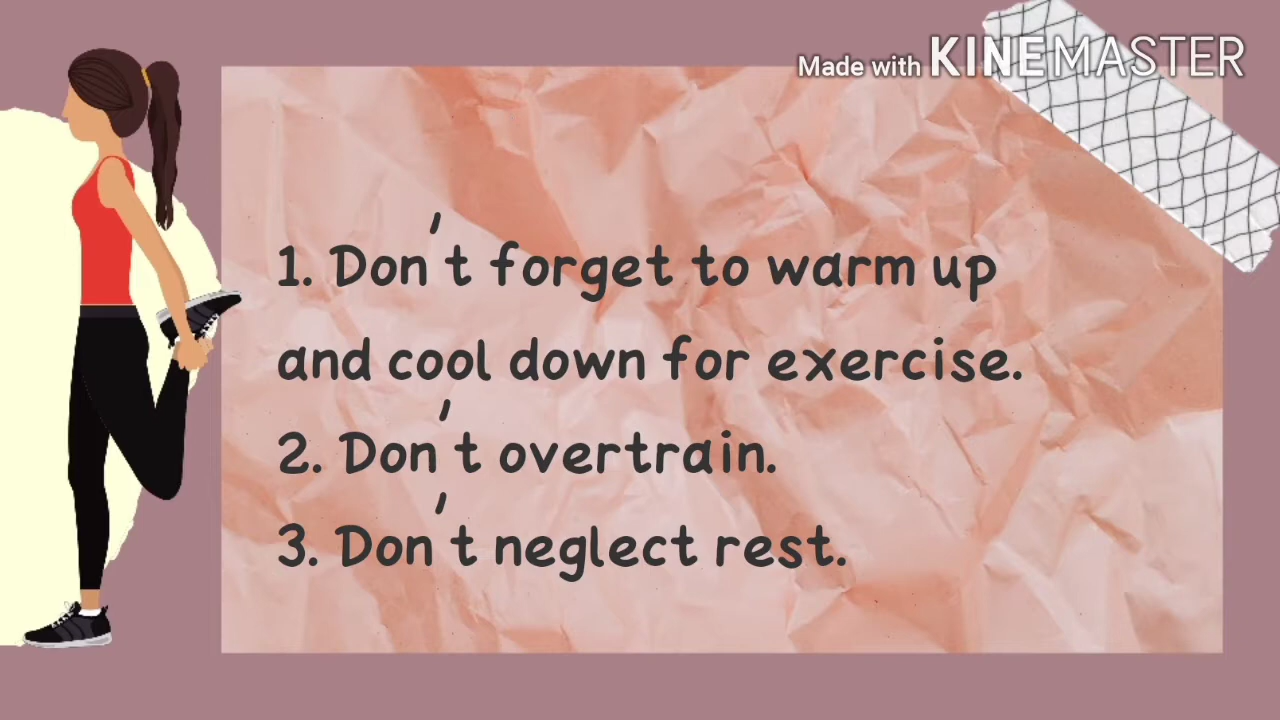 Made with KINEMASTER
1. Don't forget to warm up
and cool down for exercise.
2. Don't overtrain.
3. Don't neglect rest.